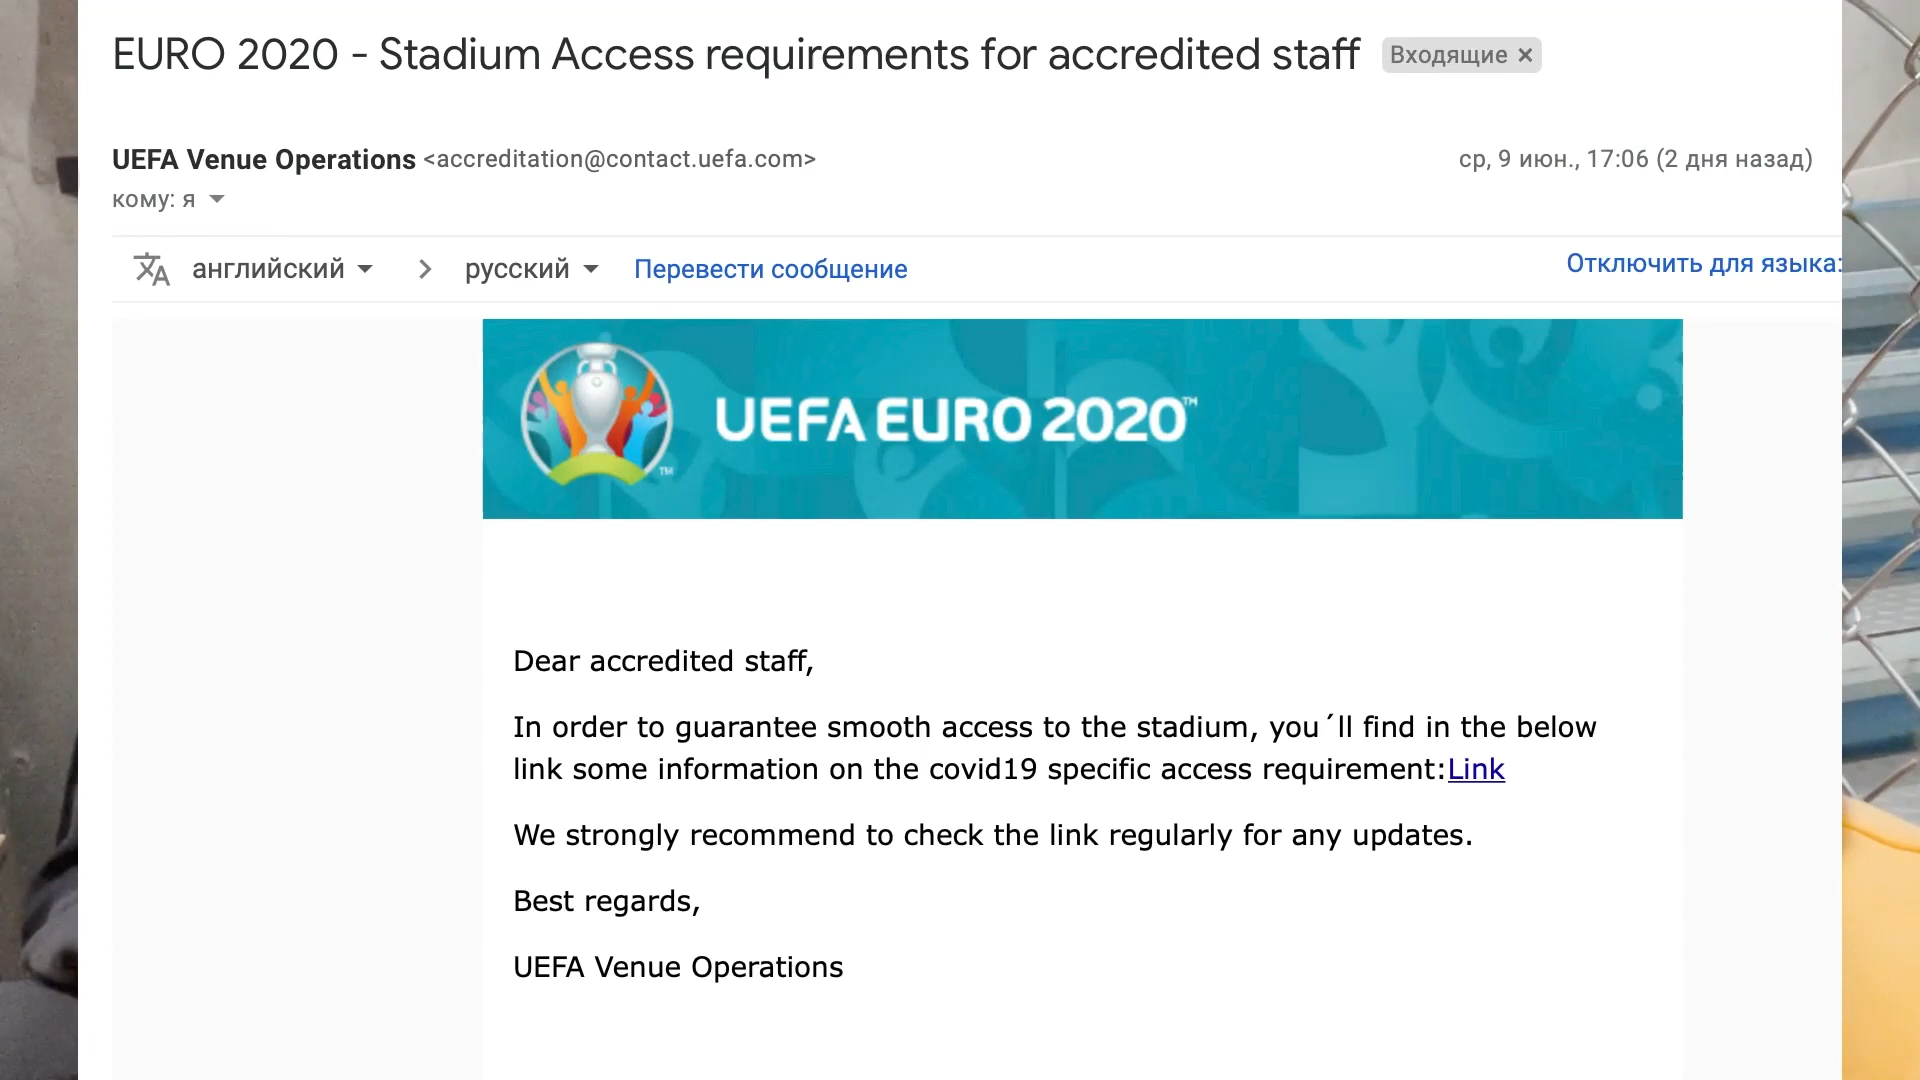 EURO 2020 - Stadium Access requirements for accredited staff Входящие ×
UEFA Venue Operations <accreditation@contact.uefa.com> ср, 9 июн., 17:06 (2 дня назад)
кому: я
английский > русский Перевести сообщение Отключить для языка:
UEFA EURO 2020™
TM
Dear accredited staff,
In order to guarantee smooth access to the stadium, you´ll find in the below
link some information on the covid19 specific access requirement:Link
We strongly recommend to check the link regularly for any updates.
Best regards,
UEFA Venue Operations